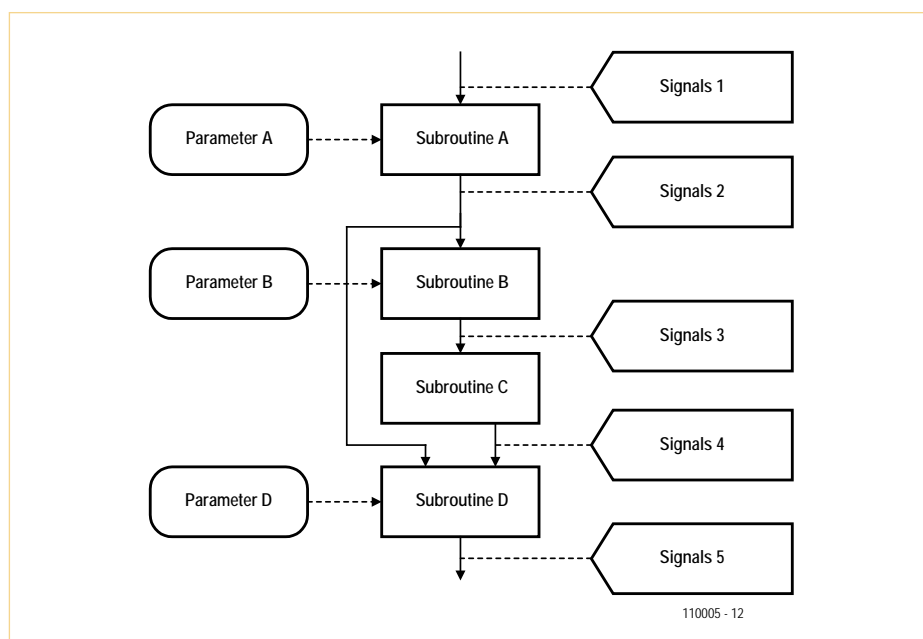 Signals 1
Parameter A
Subroutine A
Signals 2
Parameter B
Subroutine B
Signals 3
Subroutine C
Signals 4
Parameter D
Subroutine D
Signals 5
110005 - 12